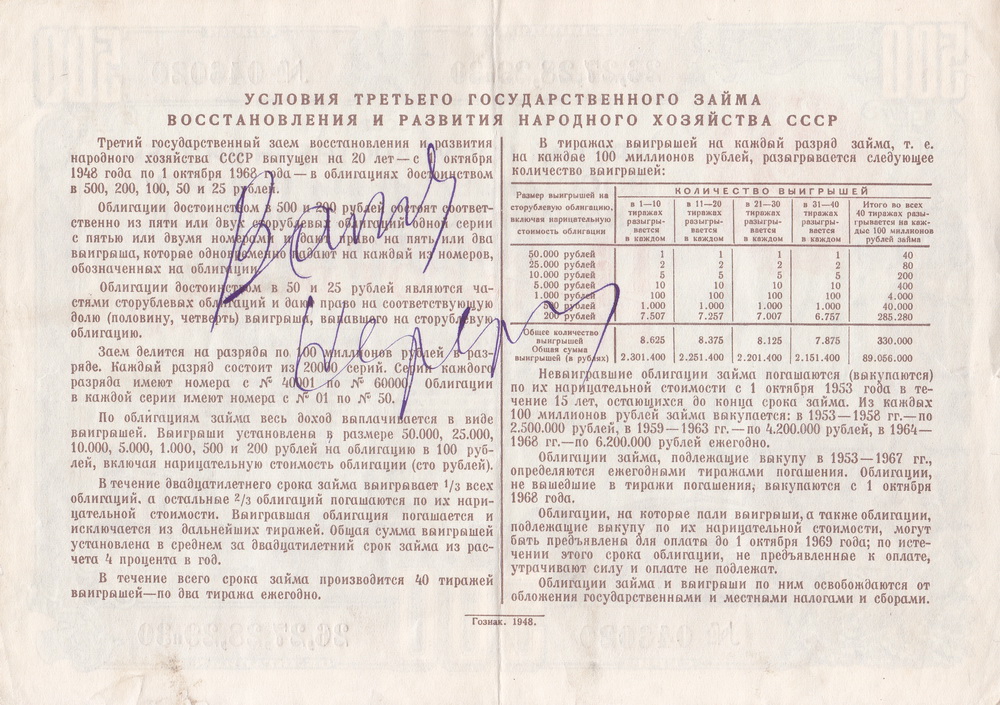 УСЛОВИЯ ТРЕТЬЕГО ГОСУДАРСТВЕННОГО ЗАЙМА
ВОССТАНОВЛЕНИЯ И РАЗВИТИЯ НАРОДНОГО ХОЗЯЙСТВА СССР
Третий государственный заем восстановления и развития
народного хозяйства СССР выпущен на 20 лет — с 1 октября
1948 года по 1 октября 1968 года — в облигациях достоинством
в 500, 200, 100, 50 и 25 рублей.
Облигации достоинством в 500 и 200 рублей состоят соответ-
ственно из пяти или двух сторублевых облигаций одной серии
с пятью или двумя номерами и дают право на пять или два
выигрыша, которые одновременно падают на каждый из номеров,
обозначенных на облигации.
Облигации достоинством в 50 и 25 рублей являются ча-
стями сторублевых облигаций и дают право на соответствующую
долю (половину, четверть) выигрыша, выпавшего на сторублевую
облигацию.
Заем делится на разряды по 100 миллионов рублей в раз-
ряде. Каждый разряд состоит из 20000 серий. Серии каждого
разряда имеют номера с № 40001 по № 60000. Облигации
в каждой серии имеют номера с № 01 по № 50.
По облигациям займа весь доход выплачивается в виде
выигрышей. Выигрыши установлены в размере 50.000, 25.000,
10.000, 5.000, 1.000, 500 и 200 рублей на облигацию в 100 руб-
лей, включая нарицательную стоимость облигации (сто рублей).
В течение двадцатилетнего срока займа выигрывает 1/3 всех
облигаций. а остальные 2/3 облигаций погашаются по их нари-
цательной стоимости. Выигравшая облигация погашается и
исключается из дальнейших тиражей. Общая сумма выигрышей
установлена в среднем за двадцатилетний срок займа из рас-
чета 4 процента в год.
В течение всего срока займа производится 40 тиражей
выигрышей—по два тиража ежегодно.
В тиражах выигрышей на каждый разряд займа, т. е.
на каждые 100 миллионов рублей, разыгрывается следующее
количество выигрышей:
Размер выигрышей на сторублевую облигацию, включая нарицательную стоимость облигации
КОЛИЧЕСТВО ВЫИГРЫШЕЙ
в 1—10 тиражах разыгры- вается в каждом
в 11—20 тиражах разыгры- вается в каждом
в 21—30 тиражах разыгры- вается в каждом
в 31—40 тиражах разыгры- вается в каждом
Итого во всех 40 тиражах разы- грывается на каж- дые 100 миллионов рублей займа
50.000 рублей 1 1 1 1 40
25.000 рублей 2 2 2 2 80
10.000 рублей 5 5 5 5 200
5.000 рублей 10 10 10 10 400
1.000 рублей 100 100 100 100 4.000
500 рублей 1.000 1.000 1.000 1.000 40.000
200 рублей 7.507 7.257 7.007 6.757 285.280
Общее количество выигрышей 8.625 8.375 8.125 7.875 330.000
Общая сумма выигрышей (в рублях) 2.301.400 2.251.400 2.201.400 2.151.400 89.056.000
Невыигравшие облигации займа погашаются (выкупаются)
по их нарицательной стоимости с 1 октября 1953 года в те-
чение 15 лет, остающихся до конца срока займа. Из каждых
100 миллионов рублей займа выкупается: в 1953—1958 гг.—по
2.500.000 рублей, в 1959—1963 гг.—по 4.200.000 рублей, в 1964—
1968 гг.—по 6.200.000 рублей ежегодно.
Облигации займа, подлежащие выкупу в 1953—1967 гг.,
определяются ежегодными тиражами погашения. Облигации,
не вышедшие в тиражи погашения, выкупаются с 1 октября
1968 года.
Облигации, на которые пали выигрыши, а также облигации,
подлежащие выкупу по их нарицательной стоимости, могут
быть предъявлены для оплаты до 1 октября 1969 года; по исте-
чении этого срока облигации, не предъявленные к оплате,
утрачивают силу и оплате не подлежат.
Облигации займа и выигрыши по ним освобождаются от
обложения государственными и местными налогами и сборами.
Гознак. 1948.